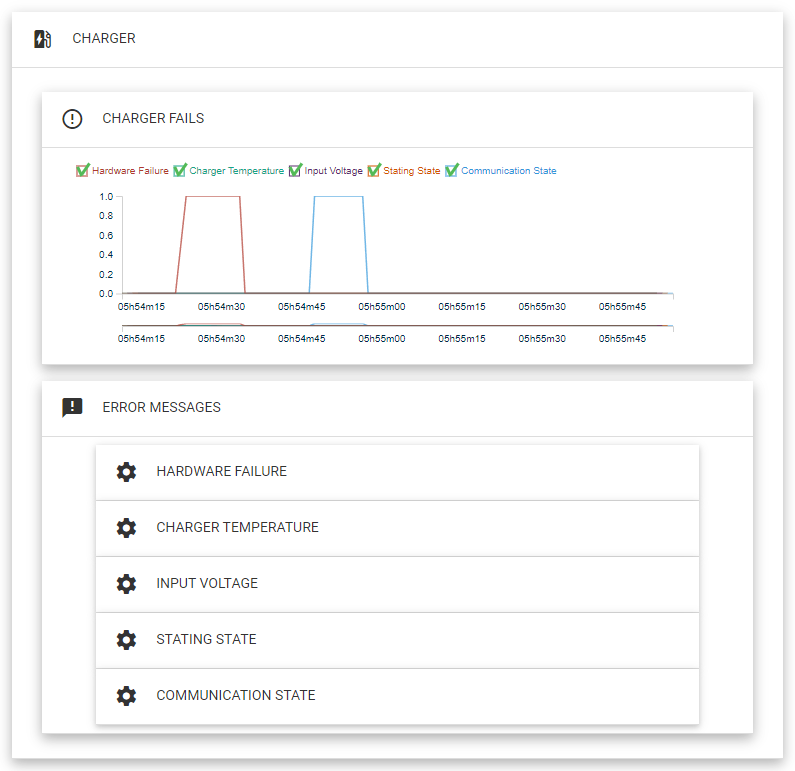 CHARGER
CHARGER FAILS
Hardware Failure Charger Temperature Input Voltage Stating State Communication State
1.0
0.8
0.6
0.4
0.2
0.0
05h54m15 05h54m30 05h54m45 05h55m00 05h55m15 05h55m30 05h55m45
05h54m15 05h54m30 05h54m45 05h55m00 05h55m15 05h55m30 05h55m45
ERROR MESSAGES
HARDWARE FAILURE
CHARGER TEMPERATURE
INPUT VOLTAGE
STATING STATE
COMMUNICATION STATE